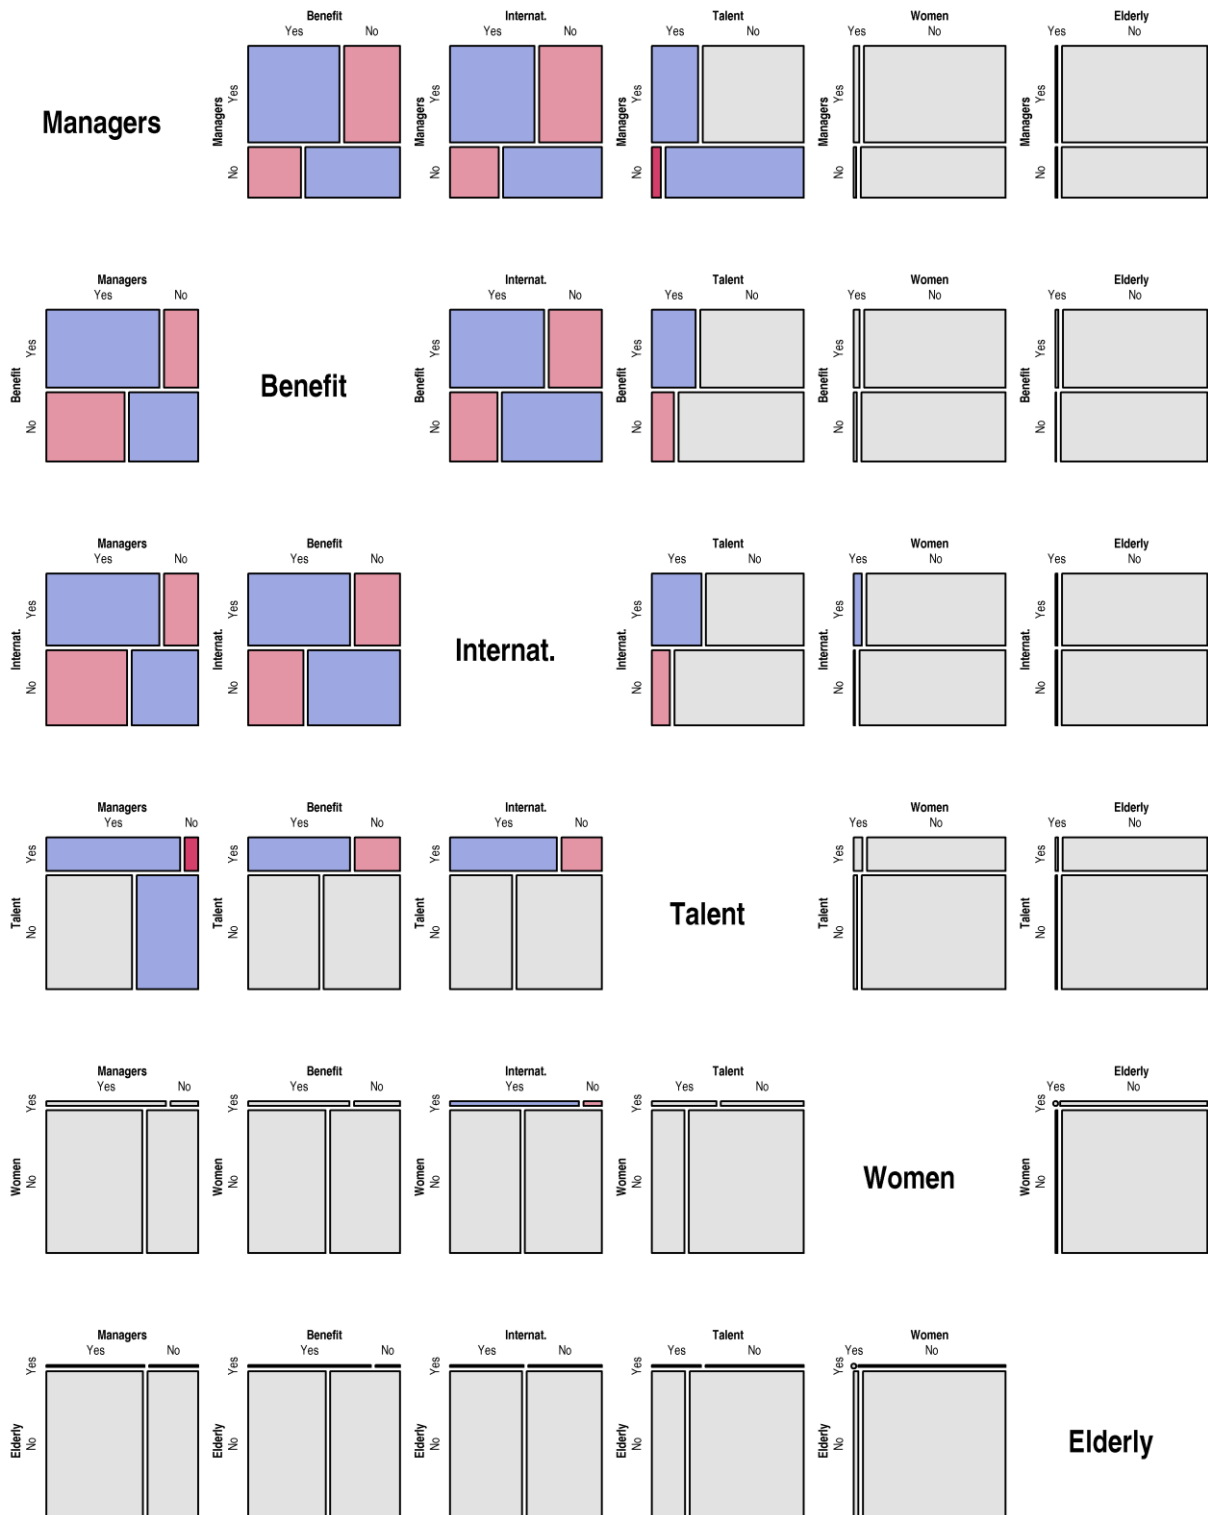 Benefit Internat. Talent Women Elderly
Yes No Yes No Yes No Yes No Yes No
Managers
Managers Yes No
Managers Yes No
Managers Yes No
Managers Yes No
Managers Yes No
Managers Internat. Talent Women Elderly
Yes No Yes No Yes No Yes No Yes No
Benefit Yes No
Benefit
Benefit Yes No
Benefit Yes No
Benefit Yes No
Benefit Yes No
Managers Benefit Talent Women Elderly
Yes No Yes No Yes No Yes No Yes No
Internat. Yes No
Internat. Yes No
Internat.
Internat. Yes No
Internat. Yes No
Internat. Yes No
Managers Benefit Internat. Women Elderly
Yes No Yes No Yes No Yes No Yes No
Talent Yes No
Talent Yes No
Talent Yes No
Talent
Talent Yes No
Talent Yes No
Managers Benefit Internat. Talent Elderly
Yes No Yes No Yes No Yes No Yes No
Women Yes No
Women Yes No
Women Yes No
Women Yes No
Women
Women Yes No
Managers Benefit Internat. Talent Women
Yes No Yes No Yes No Yes No Yes No
Elderly Yes No
Elderly Yes No
Elderly Yes No
Elderly Yes No
Elderly Yes No
Elderly